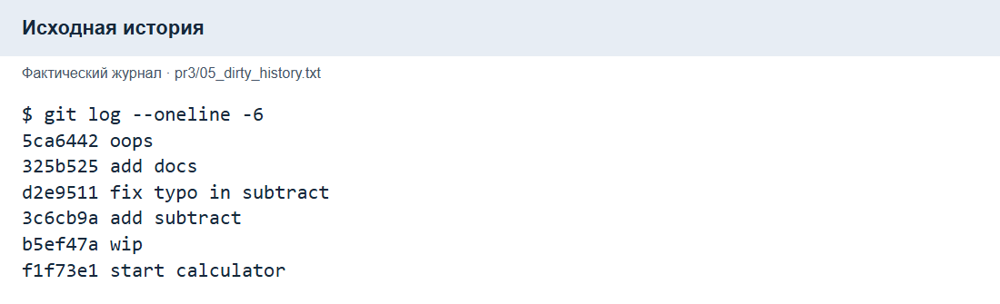 Исходная история
Фактический журнал · pr3/05_dirty_history.txt
$ git log --oneline -6
5ca6442 oops
325b525 add docs
d2e9511 fix typo in subtract
3c6cb9a add subtract
b5ef47a wip
f1f73e1 start calculator